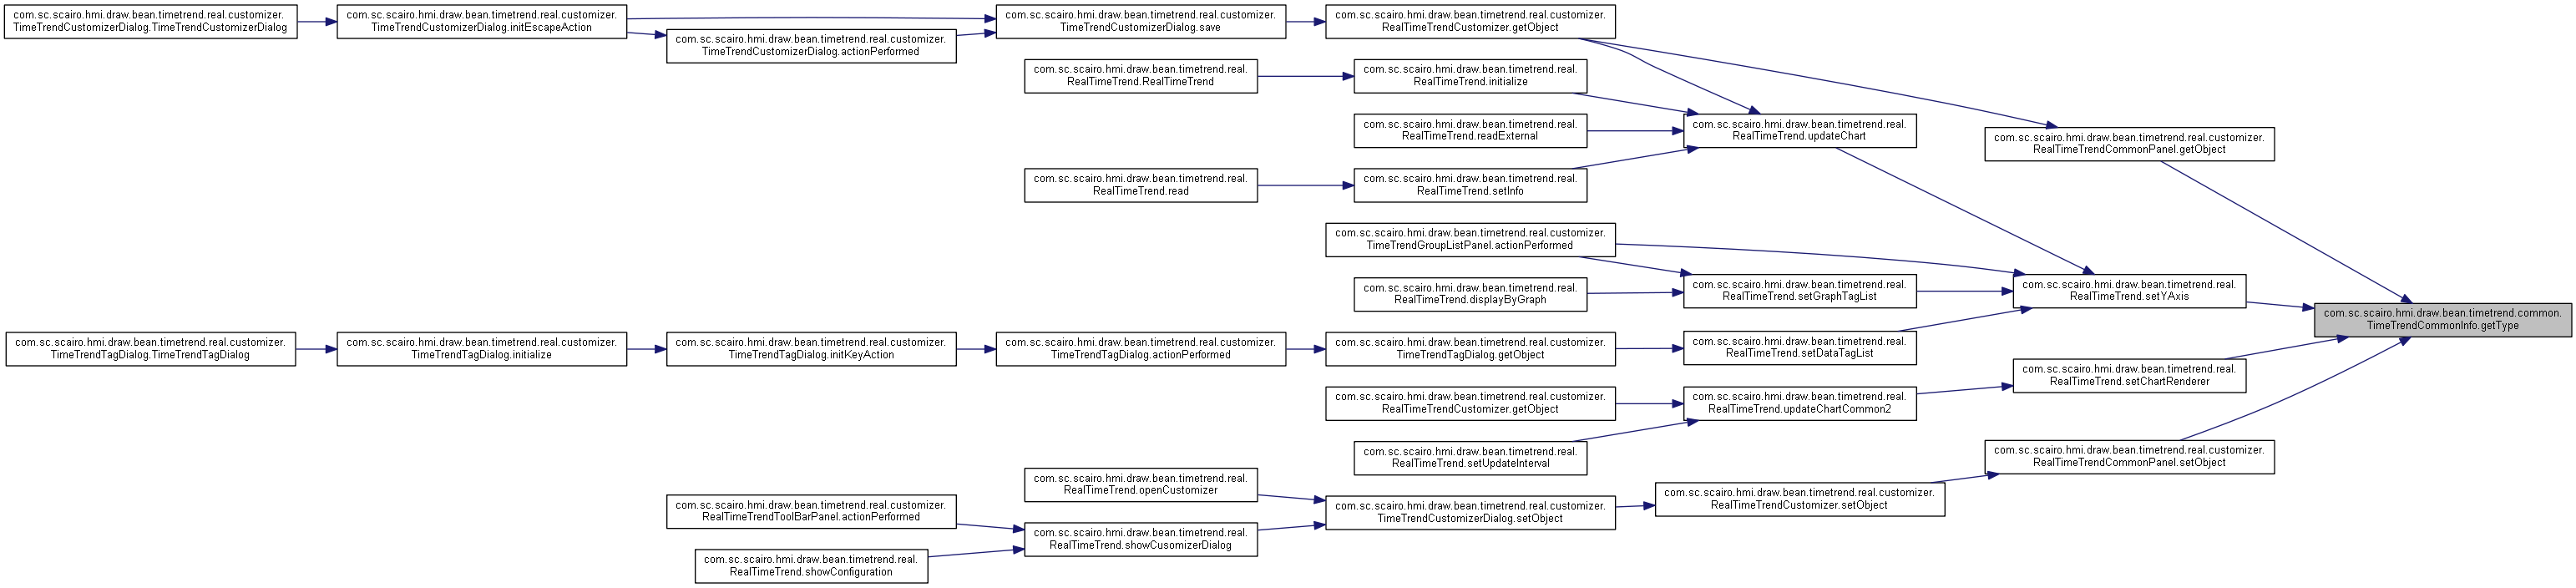 com.sc.scairo.hmi.draw.bean.timetrend.real.customizer.
TimeTrendCustomizerDialog.TimeTrendCustomizerDialog
com.sc.scairo.hmi.draw.bean.timetrend.real.customizer.
TimeTrendCustomizerDialog.initEscapeAction
com.sc.scairo.hmi.draw.bean.timetrend.real.customizer.
TimeTrendCustomizerDialog.actionPerformed
com.sc.scairo.hmi.draw.bean.timetrend.real.customizer.
TimeTrendCustomizerDialog.save
com.sc.scairo.hmi.draw.bean.timetrend.real.customizer.
RealTimeTrendCustomizer.getObject
com.sc.scairo.hmi.draw.bean.timetrend.real.
RealTimeTrend.RealTimeTrend
com.sc.scairo.hmi.draw.bean.timetrend.real.
RealTimeTrend.initialize
com.sc.scairo.hmi.draw.bean.timetrend.real.
RealTimeTrend.readExternal
com.sc.scairo.hmi.draw.bean.timetrend.real.
RealTimeTrend.updateChart
com.sc.scairo.hmi.draw.bean.timetrend.real.customizer.
RealTimeTrendCommonPanel.getObject
com.sc.scairo.hmi.draw.bean.timetrend.real.
RealTimeTrend.read
com.sc.scairo.hmi.draw.bean.timetrend.real.
RealTimeTrend.setInfo
com.sc.scairo.hmi.draw.bean.timetrend.real.customizer.
TimeTrendGroupListPanel.actionPerformed
com.sc.scairo.hmi.draw.bean.timetrend.real.
RealTimeTrend.displayByGraph
com.sc.scairo.hmi.draw.bean.timetrend.real.
RealTimeTrend.setGraphTagList
com.sc.scairo.hmi.draw.bean.timetrend.real.
RealTimeTrend.setYAxis
com.sc.scairo.hmi.draw.bean.timetrend.common.
TimeTrendCommonInfo.getType
com.sc.scairo.hmi.draw.bean.timetrend.real.customizer.
TimeTrendTagDialog.TimeTrendTagDialog
com.sc.scairo.hmi.draw.bean.timetrend.real.customizer.
TimeTrendTagDialog.initialize
com.sc.scairo.hmi.draw.bean.timetrend.real.customizer.
TimeTrendTagDialog.initKeyAction
com.sc.scairo.hmi.draw.bean.timetrend.real.customizer.
TimeTrendTagDialog.actionPerformed
com.sc.scairo.hmi.draw.bean.timetrend.real.customizer.
TimeTrendTagDialog.getObject
com.sc.scairo.hmi.draw.bean.timetrend.real.
RealTimeTrend.setDataTagList
com.sc.scairo.hmi.draw.bean.timetrend.real.
RealTimeTrend.setChartRenderer
com.sc.scairo.hmi.draw.bean.timetrend.real.customizer.
RealTimeTrendCustomizer.getObject
com.sc.scairo.hmi.draw.bean.timetrend.real.
RealTimeTrend.updateChartCommon2
com.sc.scairo.hmi.draw.bean.timetrend.real.
RealTimeTrend.setUpdateInterval
com.sc.scairo.hmi.draw.bean.timetrend.real.customizer.
RealTimeTrendCommonPanel.setObject
com.sc.scairo.hmi.draw.bean.timetrend.real.
RealTimeTrend.openCustomizer
com.sc.scairo.hmi.draw.bean.timetrend.real.customizer.
RealTimeTrendCustomizer.setObject
com.sc.scairo.hmi.draw.bean.timetrend.real.customizer.
RealTimeTrendToolBarPanel.actionPerformed
com.sc.scairo.hmi.draw.bean.timetrend.real.customizer.
TimeTrendCustomizerDialog.setObject
com.sc.scairo.hmi.draw.bean.timetrend.real.
RealTimeTrend.showCusomizerDialog
com.sc.scairo.hmi.draw.bean.timetrend.real.
RealTimeTrend.showConfiguration